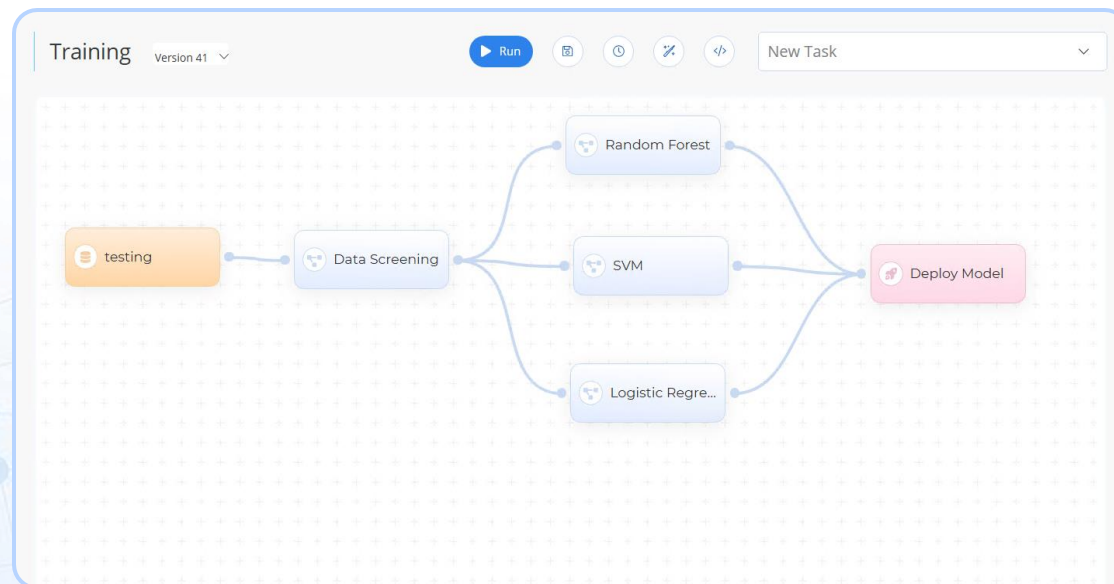 Training
Version 41
Run
</>
New Task
Random Forest
testing
Data Screening
SVM
Deploy Model
Logistic Regre...